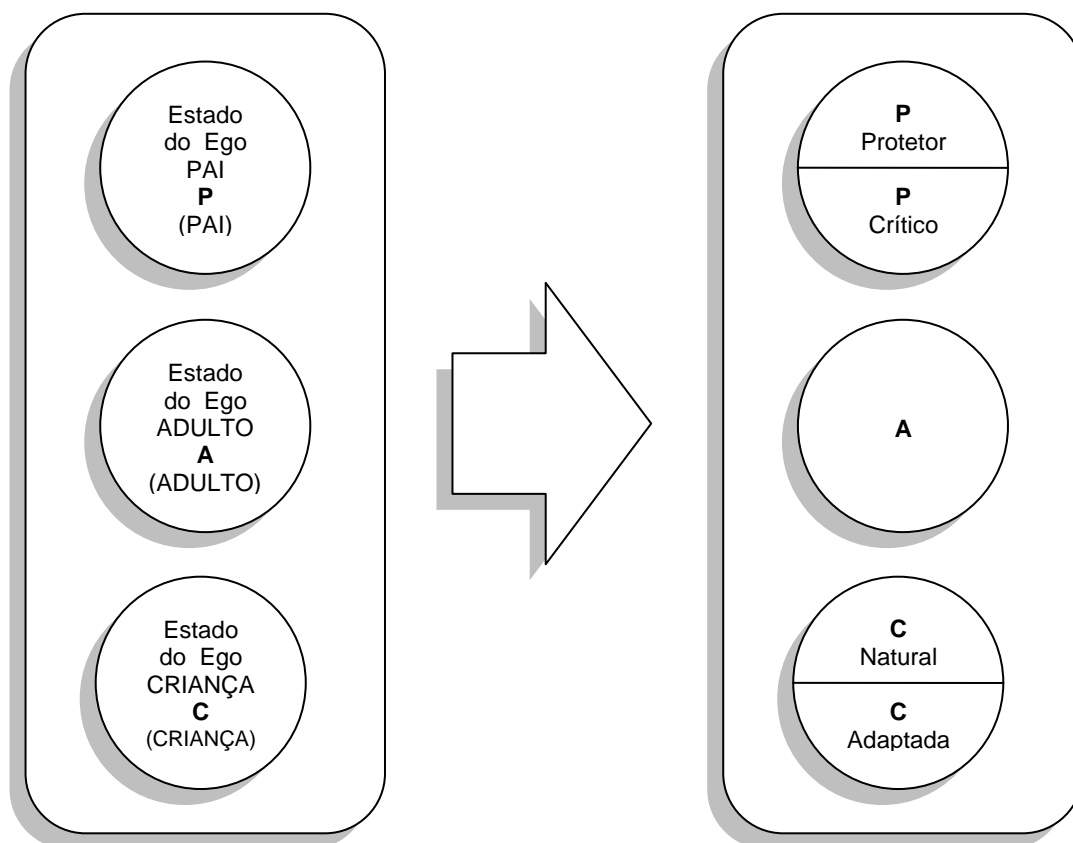 Estado
do Ego
PAI
P
(PAI)
Estado
do Ego
ADULTO
A
(ADULTO)
Estado
do Ego
CRIANÇA
C
(CRIANÇA)
P
Protetor
P
Crítico
A
C
Natural
C
Adaptada